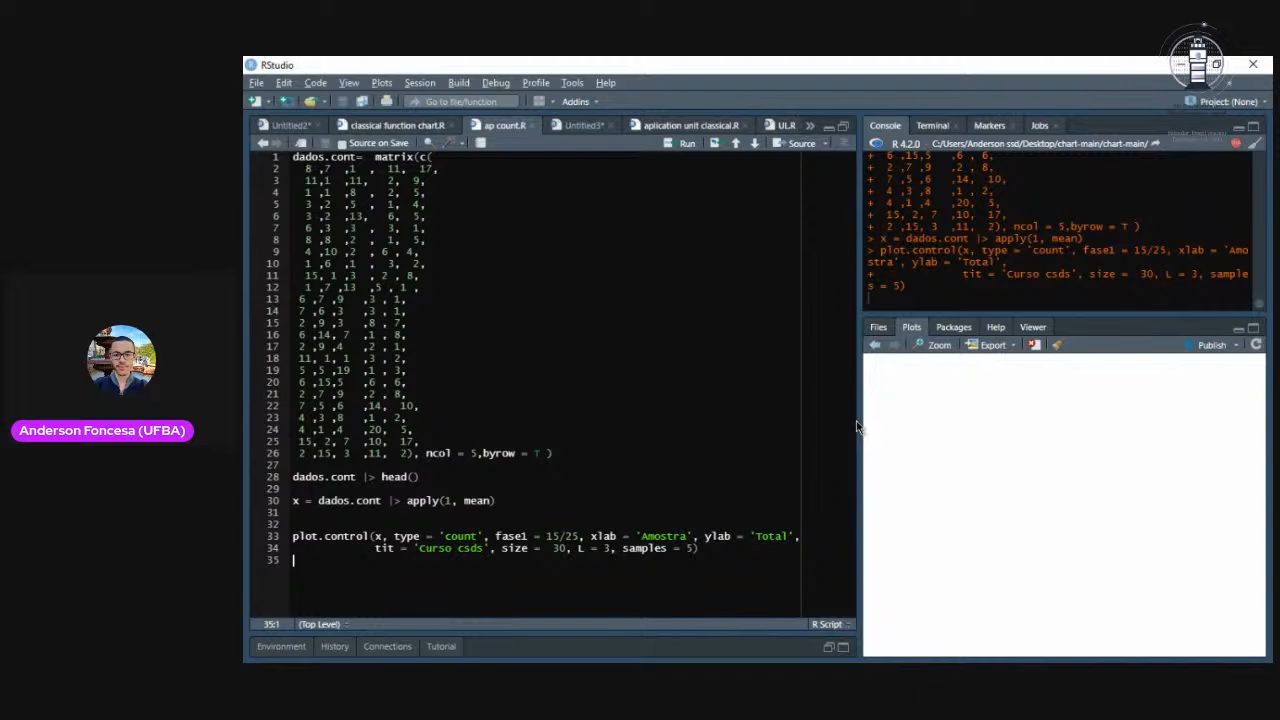 RStudio
File Edit Code View Plots Session Build Debug Profile Tools Help
Go to file/function Addins Project: (None)
Untitled2* classical function chart.R ap count.R Untitled3* aplication unit classical.R ULR
Source on Save Run Source
1 dados.cont= matrix(c(
2 8 ,7 ,1 , 11, 17,
3 11,1 ,11, 2, 9,
4 1 ,1 ,8 , 2, 5,
5 3 ,2 ,5 , 1, 4,
6 3 ,2 ,13, 6, 5,
7 6 ,3 ,3 , 3, 1,
8 8 ,8 ,2 , 1, 5,
9 4 ,10 ,2 , 6 , 4,
10 1 ,6 ,1 , 3, 2,
11 15, 1 ,3 , 2 , 8,
12 1 ,7 ,13 ,5 , 1 ,
13 6 ,7 ,9 ,3 , 1,
14 7 ,6 ,3 ,3 , 1,
15 2 ,9 ,3 ,8 , 7,
16 6 ,14, 7 ,1 , 8,
17 2 ,9 ,4 ,2 , 1,
18 11, 1, 1 ,3 , 2,
19 5 ,5 ,19 ,1 , 3,
20 6 ,15,5 ,6 , 6,
21 2 ,7 ,9 ,2 , 8,
22 7 ,5 ,6 ,14, 10,
23 4 ,3 ,8 ,1 , 2,
24 4 ,1 ,4 ,20, 5,
25 15, 2, 7 ,10, 17,
26 2 ,15, 3 ,11, 2), ncol = 5,byrow = T )
27
28 dados.cont |> head()
29
30 x = dados.cont |> apply(1, mean)
31
32
33 plot.control(x, type = 'count', fase1 = 15/25, xlab = 'Amostra', ylab = 'Total',
34 tit = 'Curso csds', size = 30, L = 3, samples = 5)
35
35:1 (Top Level) R Script
Environment History Connections Tutorial
Console Terminal Markers Jobs
R 4.2.0 C:/Users/Anderson ssd/Desktop/chart-main/chart-main/
+ 6 ,15,5 ,6 , 6,
+ 2 ,7 ,9 ,2 , 8,
+ 7 ,5 ,6 ,14, 10,
+ 4 ,3 ,8 ,1 , 2,
+ 4 ,1 ,4 ,20, 5,
+ 15, 2, 7 ,10, 17,
+ 2 ,15, 3 ,11, 2), ncol = 5,byrow = T )
> x = dados.cont |> apply(1, mean)
> plot.control(x, type = 'count', fase1 = 15/25, xlab = 'Amo
stra', ylab = 'Total',
+ tit = 'Curso csds', size = 30, L = 3, sample
s = 5)
Files Plots Packages Help Viewer
Zoom Export Publish
Anderson Foncesa (UFBA)